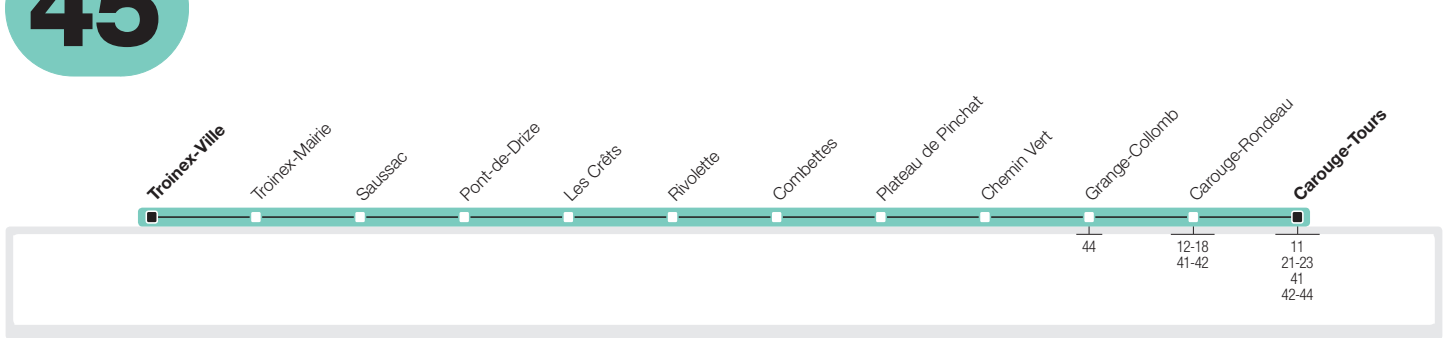 45
Troinex-Ville
Troinex-Mairie
Saussac
Pont-de-Drize
Les Crêts
Rivolette
Combettes
Plateau de Pinchat
Chemin Vert
Grange-Collomb
Carouge-Rondeau
Carouge-Tours
44
12-18
41-42
11
21-23
41
42-44